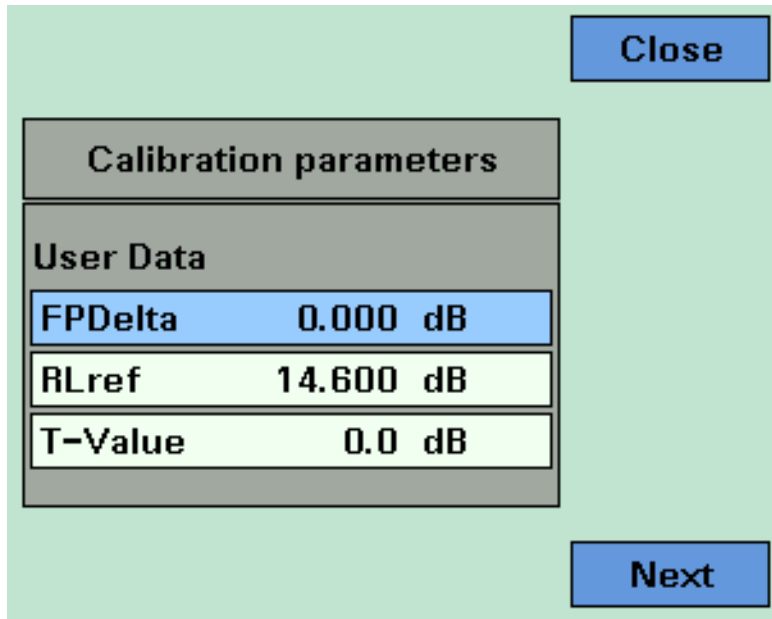 Close
Calibration parameters
User Data
FPDelta 0.000 dB
RLref 14.600 dB
T-Value 0.0 dB
Next